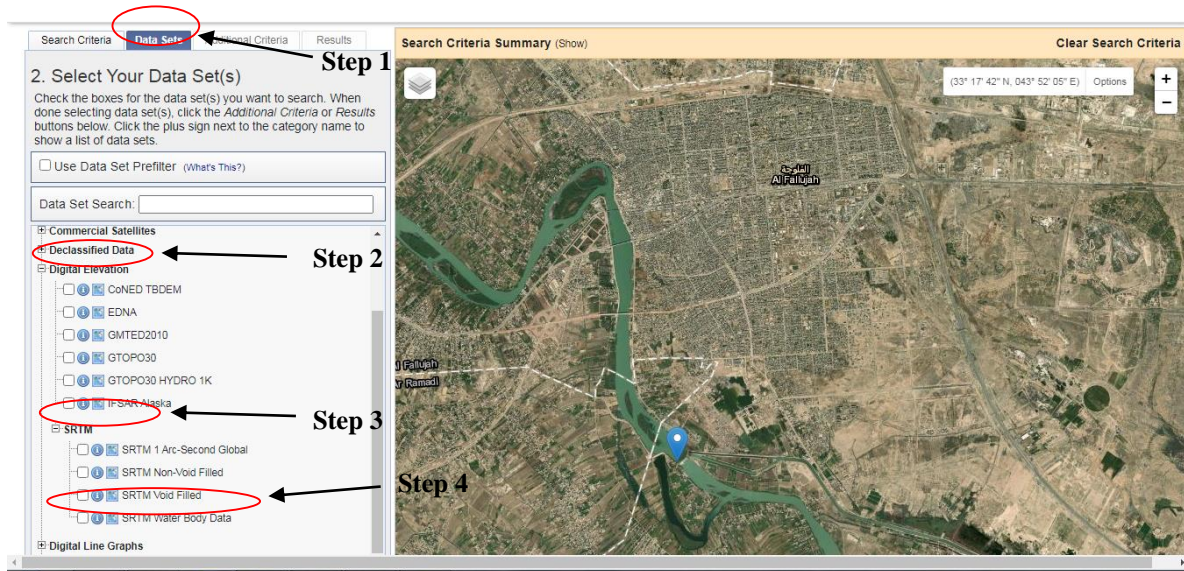 Search Criteria
Data Sets
Additional Criteria
Results
Step 1
2. Select Your Data Set(s)
Check the boxes for the data set(s) you want to search. When
done selecting data set(s), click the Additional Criteria or Results
buttons below. Click the plus sign next to the category name to
show a list of data sets.
Use Data Set Prefilter (What's This?)
Data Set Search:
Commercial Satellites
Declassified Data
Step 2
Digital Elevation
CoNED TBDEM
EDNA
GMTED2010
GTOPO30
GTOPO30 HYDRO 1K
IFSAR Alaska
Step 3
SRTM
SRTM 1 Arc-Second Global
SRTM Non-Void Filled
SRTM Void Filled
Step 4
SRTM Water Body Data
Digital Line Graphs
Search Criteria Summary (Show)
Clear Search Criteria
(33° 17' 42" N, 043° 52' 05" E)
Options
+
−
الفلوجة
Al Fallujah
Al Fallujah
Ar Ramadi